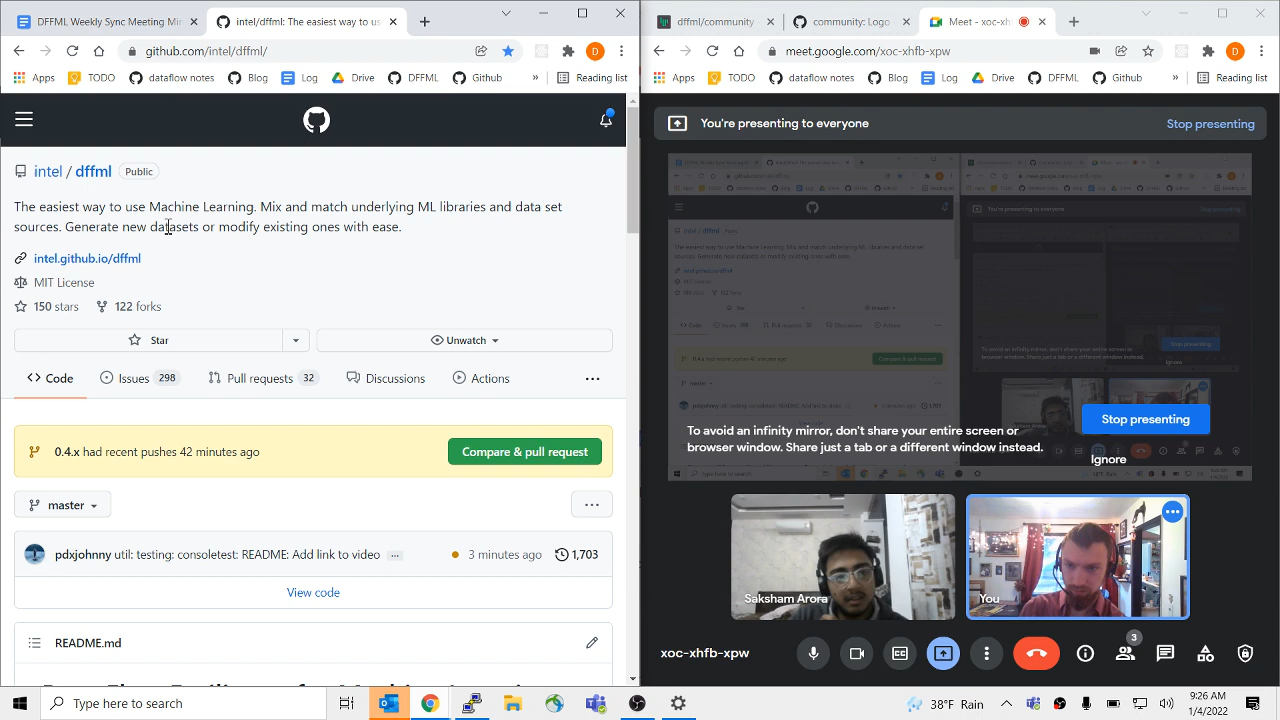 DFFML Weekly Sync Meeting Mi
intel/dffml: The easiest way to us
github.com/intel/dffml/
Apps
TODO
dataflow notes
Blog
Log
Drive
DFFML
Github
»
Reading list
intel / dffml
Public
The easiest way to use Machine Learning. Mix and match underlying ML libraries and data set
sources. Generate new datasets or modify existing ones with ease.
intel.github.io/dffml
MIT License
150 stars
122 forks
Star
Unwatch
Code
Issues 298
Pull requests 32
Discussions
Actions
0.4.x had recent pushes 42 minutes ago
Compare & pull request
master
pdxjohnny util: testing: consoletest: README: Add link to video
3 minutes ago
1,703
View code
README.md
dffml/community
community: Logo
Meet - xoc-xh
meet.google.com/xoc-xhfb-xpw
Apps
TODO
dataflow notes
Blog
Log
Drive
DFFML
Github
»
Reading list
You're presenting to everyone
Stop presenting
To avoid an infinity mirror, don't share your entire screen or
browser window. Share just a tab or a different window instead.
Stop presenting
Ignore
Saksham Arora
You
xoc-xhfb-xpw
3
Type here to search
38°F Rain
9:26 AM
1/4/2022